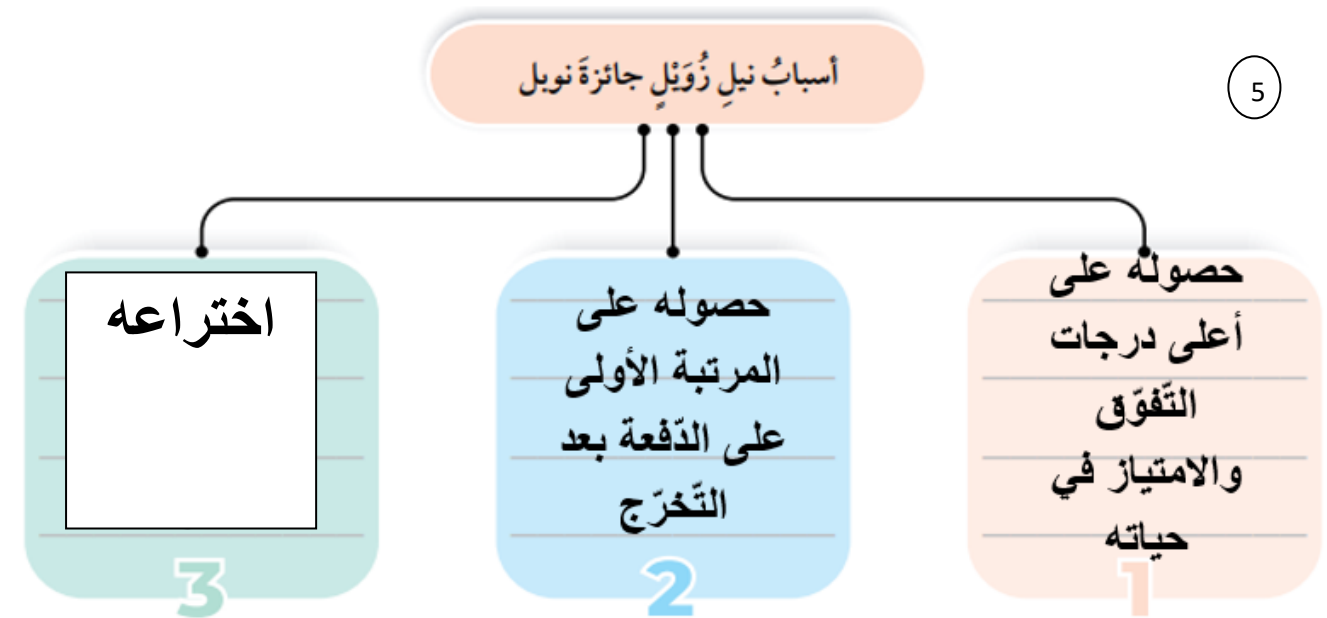 أسبابُ نيلِ زُوَيْلٍ جائزةَ نوبل
5
حصوله على
أعلى درجات
التّفوّق
والامتياز في
حياته
1
حصوله على
المرتبة الأولى
على الدّفعة بعد
التّخرّج
2
اختراعه
3